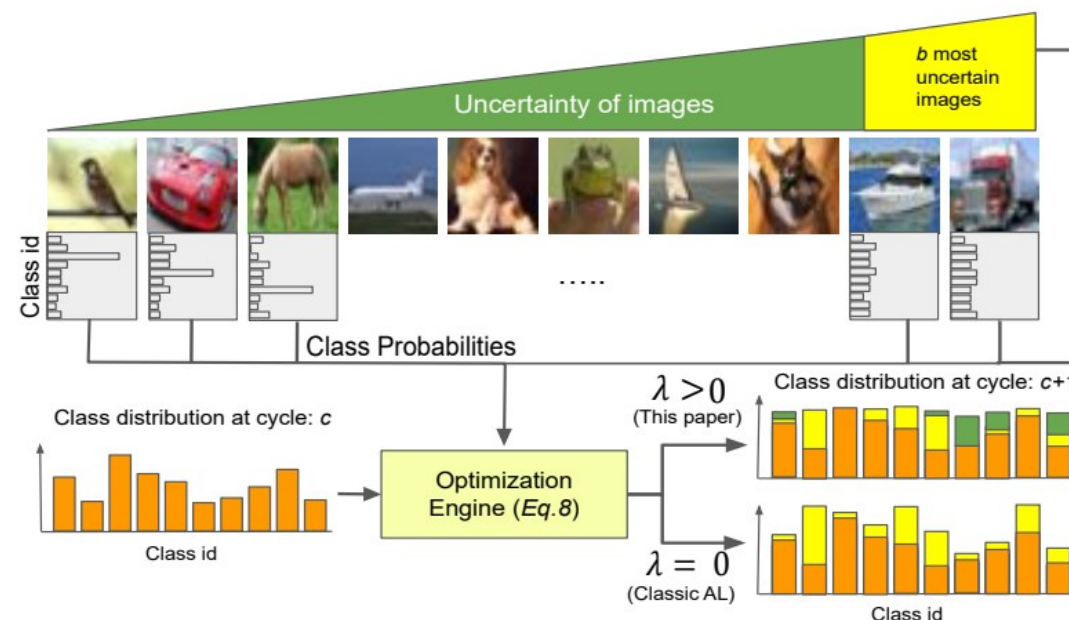 b most
uncertain
images
Uncertainty of images
Class id
.....
Class Probabilities
Class distribution at cycle: c
Class id
Optimization
Engine (Eq.8)
λ > 0
(This paper)
Class distribution at cycle: c+1
λ = 0
(Classic AL)
Class id